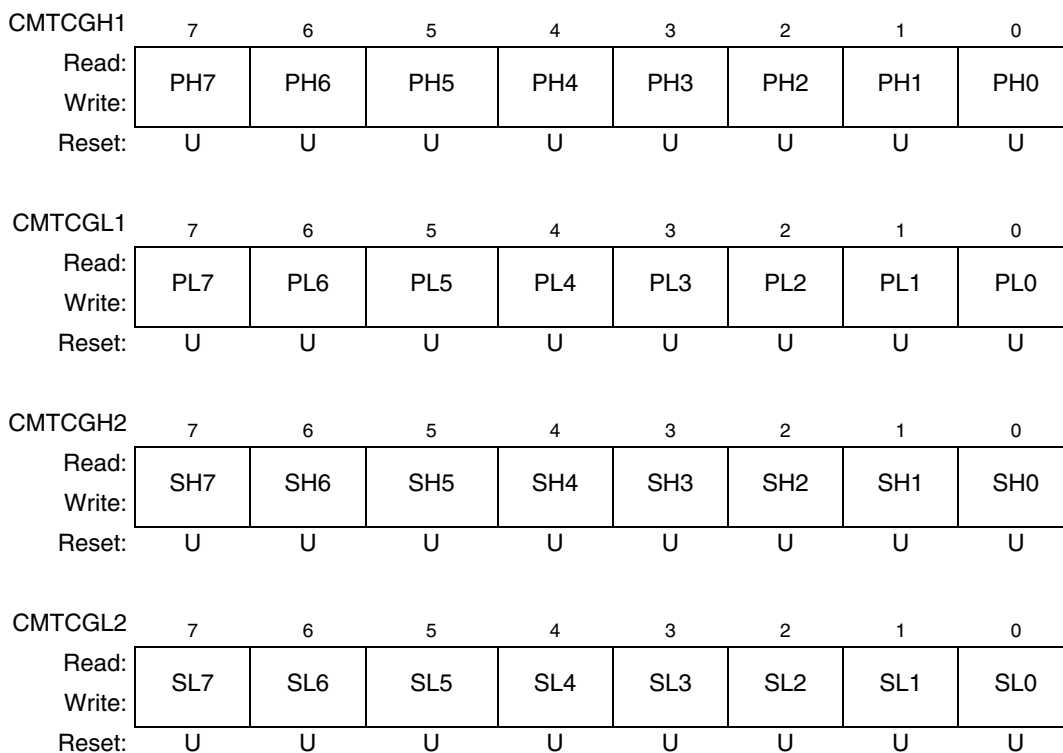 CMTCGH1 7 6 5 4 3 2 1 0
Read:
PH7 PH6 PH5 PH4 PH3 PH2 PH1 PH0
Write:
Reset: U U U U U U U U
CMTCGL1 7 6 5 4 3 2 1 0
Read:
PL7 PL6 PL5 PL4 PL3 PL2 PL1 PL0
Write:
Reset: U U U U U U U U
CMTCGH2 7 6 5 4 3 2 1 0
Read:
SH7 SH6 SH5 SH4 SH3 SH2 SH1 SH0
Write:
Reset: U U U U U U U U
CMTCGL2 7 6 5 4 3 2 1 0
Read:
SL7 SL6 SL5 SL4 SL3 SL2 SL1 SL0
Write:
Reset: U U U U U U U U